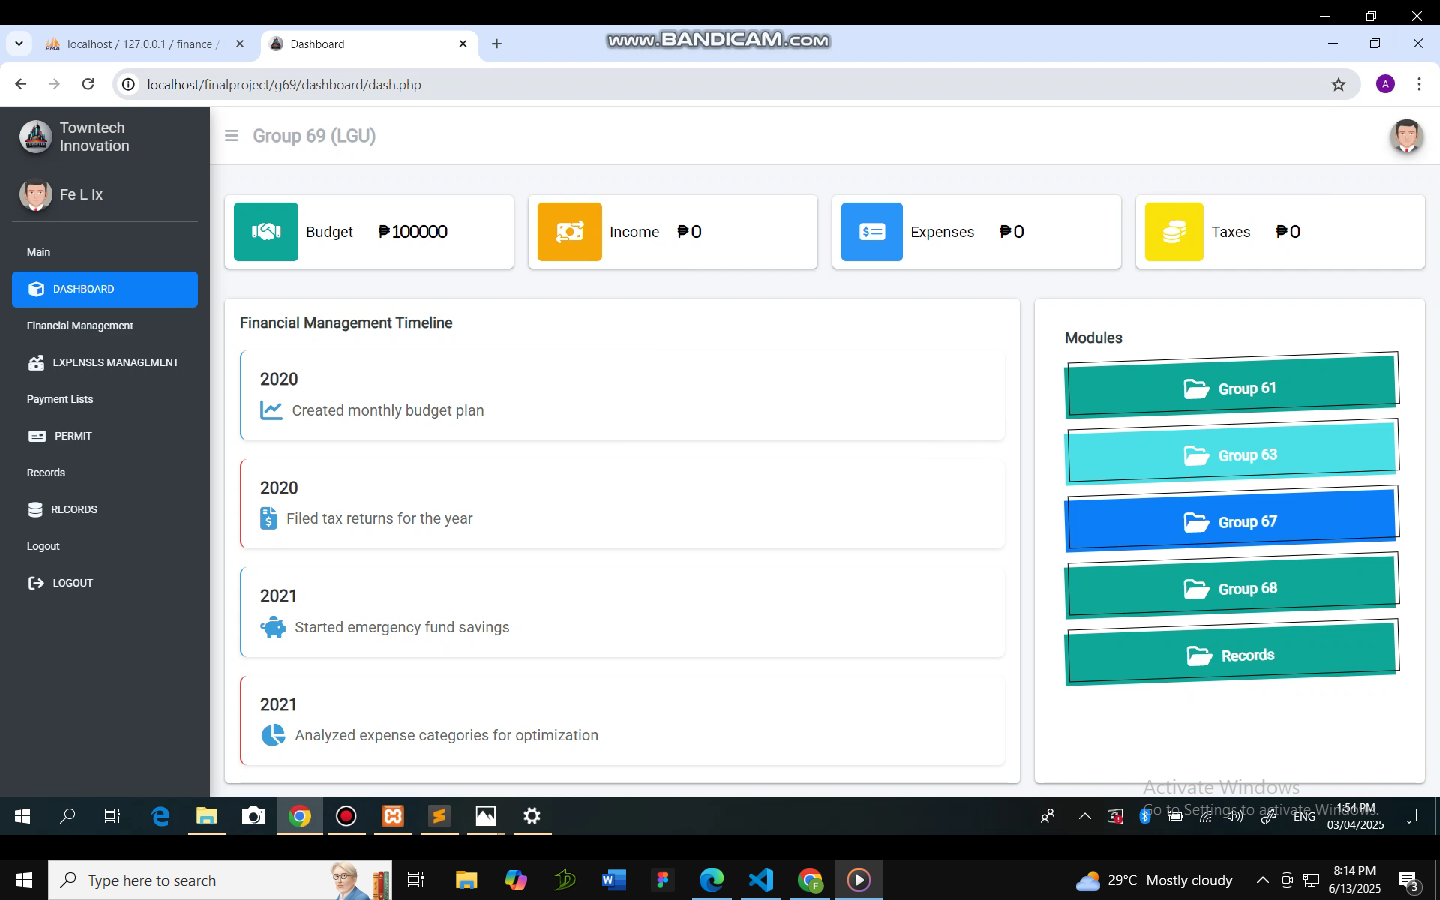 localhost / 127.0.0.1 / finance /
Dashboard
www.BANDICAM.com
localhost/finalproject/g69/dashboard/dash.php
A
Towntech
Innovation
Group 69 (LGU)
Fe L Ix
Budget ₱100000
Income ₱0
Expenses ₱0
Taxes ₱0
Main
DASHBOARD
Financial Management
EXPENSES MANAGEMENT
Payment Lists
PERMIT
Records
RECORDS
Logout
LOGOUT
Financial Management Timeline
2020
Created monthly budget plan
2020
Filed tax returns for the year
2021
Started emergency fund savings
2021
Analyzed expense categories for optimization
Modules
Group 61
Group 63
Group 67
Group 68
Records
Activate Windows
Go to Settings to activate Windows.
ENG
1:54 PM
03/04/2025
Type here to search
29°C Mostly cloudy
8:14 PM
6/13/2025
3